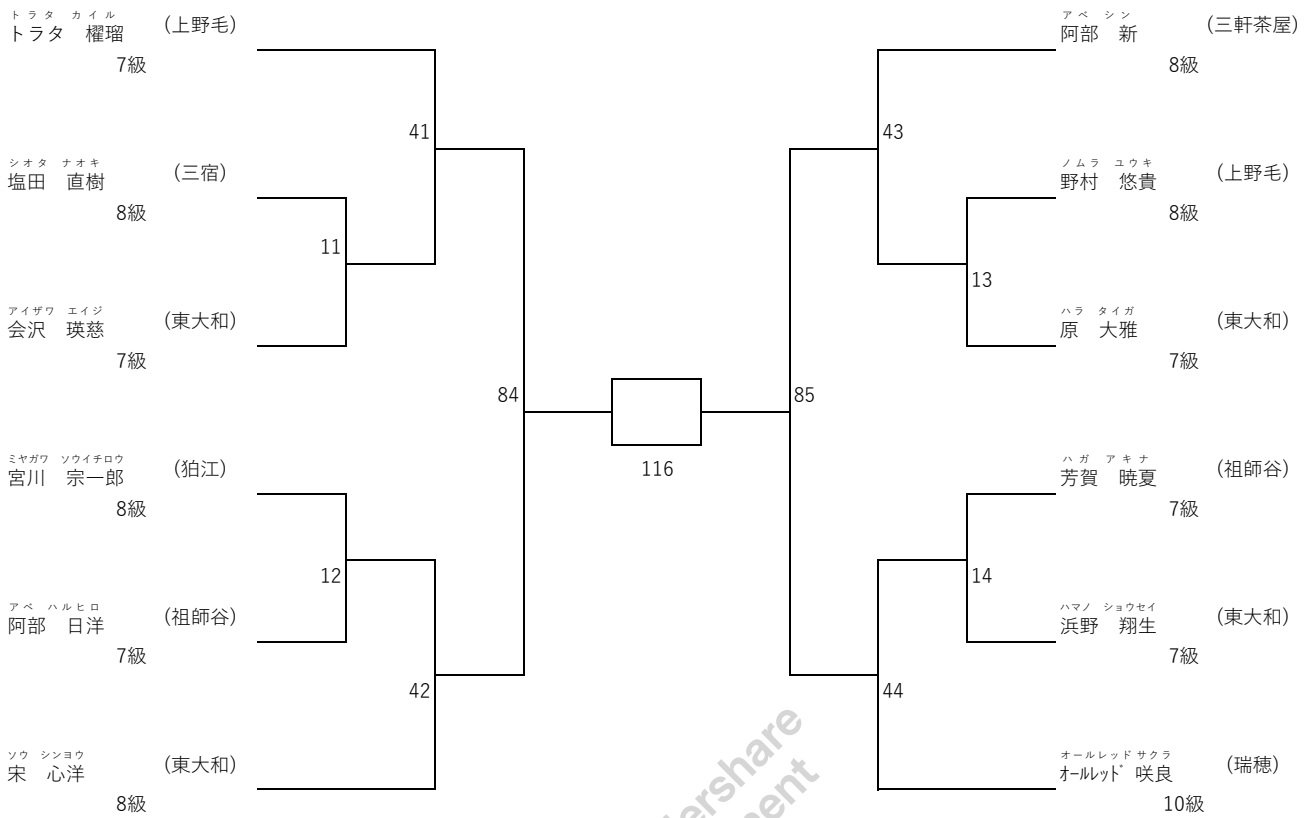 トラタ カイル
トラタ 櫂瑠 (上野毛)
7級
41
シオタ ナオキ
塩田 直樹 (三宿)
8級
11
アイザワ エイジ
会沢 瑛慈 (東大和)
7級
84
ミヤガワ ソウイチロウ
宮川 宗一郎 (狛江)
8級
12
アベ ハルヒロ
阿部 日洋 (祖師谷)
7級
42
ソウ シンヨウ
宋 心洋 (東大和)
8級
116
アベ シン
阿部 新 (三軒茶屋)
8級
43
ノムラ ユウキ
野村 悠貴 (上野毛)
8級
13
ハラ タイガ
原 大雅 (東大和)
7級
85
ハガ アキナ
芳賀 暁夏 (祖師谷)
7級
14
ハマノ ショウセイ
浜野 翔生 (東大和)
7級
44
オールレッド サクラ
オールレッド 咲良 (瑞穂)
10級